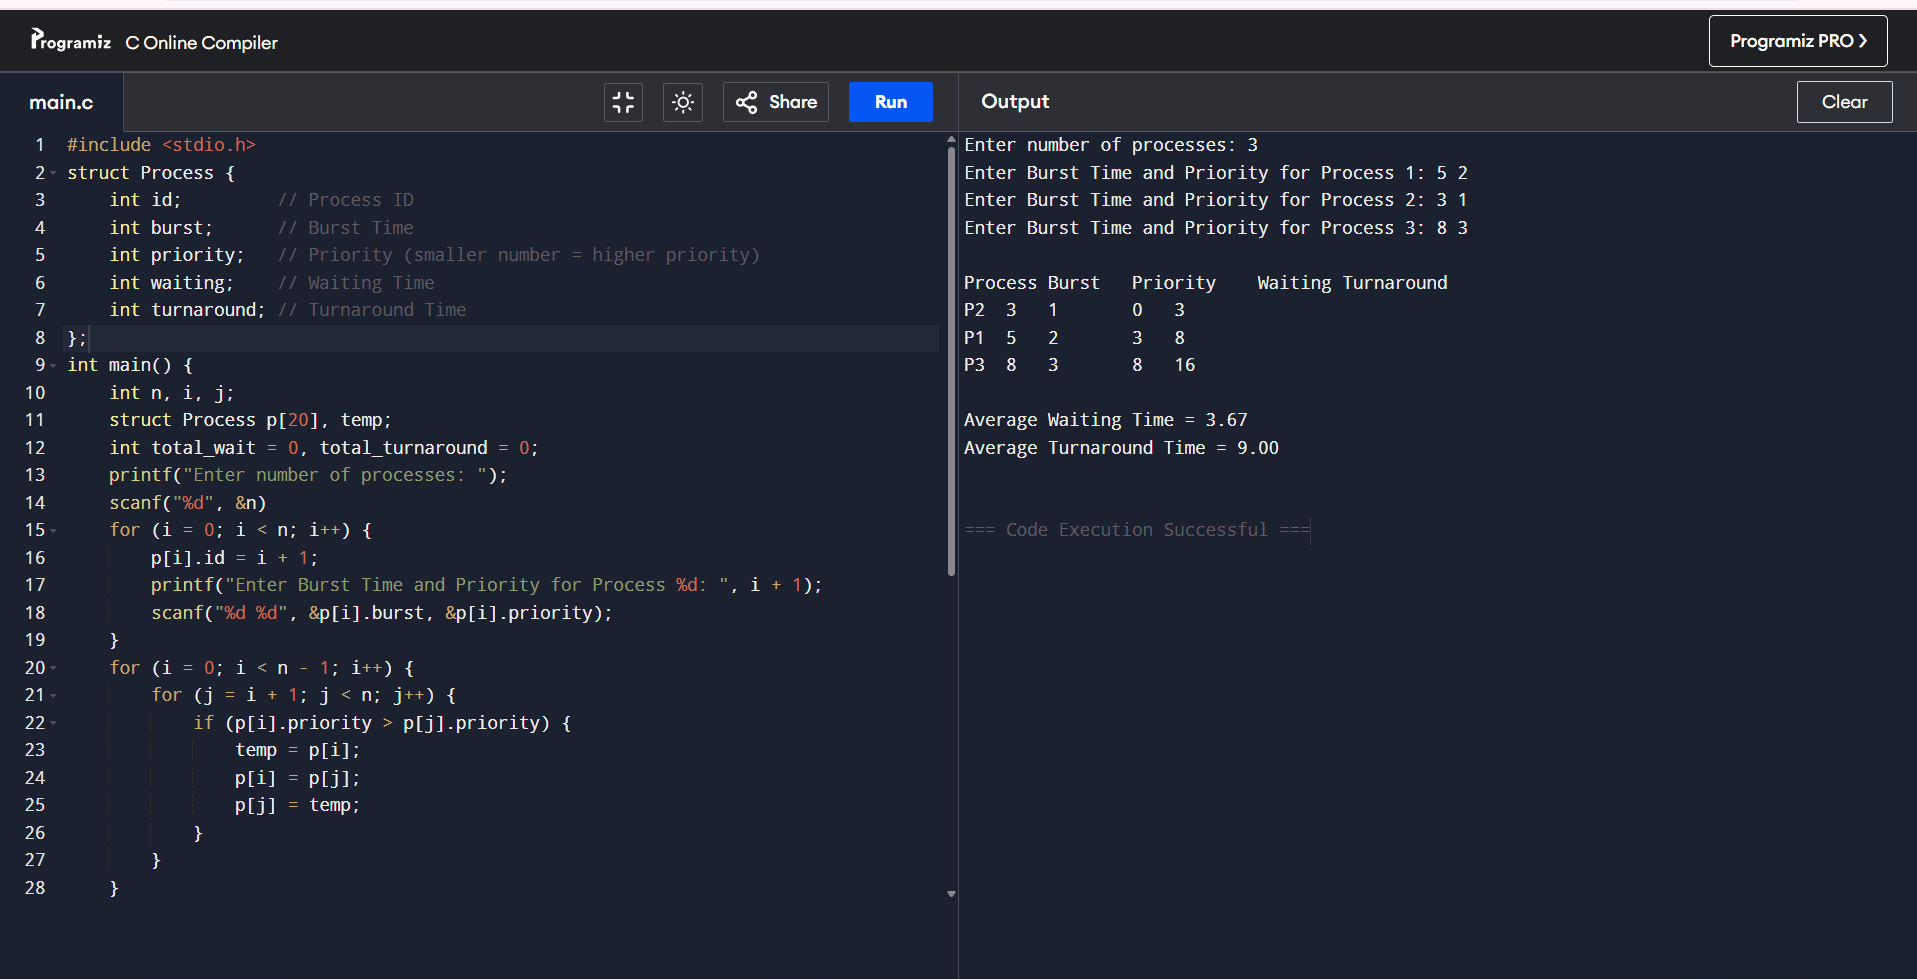 Programiz C Online Compiler
Programiz PRO
main.c
Share
Run
Output
Clear
1 #include <stdio.h>
2 struct Process {
3     int id;         // Process ID
4     int burst;      // Burst Time
5     int priority;   // Priority (smaller number = higher priority)
6     int waiting;    // Waiting Time
7     int turnaround; // Turnaround Time
8 };
9 int main() {
10     int n, i, j;
11     struct Process p[20], temp;
12     int total_wait = 0, total_turnaround = 0;
13     printf("Enter number of processes: ");
14     scanf("%d", &n)
15     for (i = 0; i < n; i++) {
16         p[i].id = i + 1;
17         printf("Enter Burst Time and Priority for Process %d: ", i + 1);
18         scanf("%d %d", &p[i].burst, &p[i].priority);
19     }
20     for (i = 0; i < n - 1; i++) {
21         for (j = i + 1; j < n; j++) {
22             if (p[i].priority > p[j].priority) {
23                 temp = p[i];
24                 p[i] = p[j];
25                 p[j] = temp;
26             }
27         }
28     }
Enter number of processes: 3
Enter Burst Time and Priority for Process 1: 5 2
Enter Burst Time and Priority for Process 2: 3 1
Enter Burst Time and Priority for Process 3: 8 3
Process Burst   Priority    Waiting Turnaround
P2  3   1       0   3
P1  5   2       3   8
P3  8   3       8   16
Average Waiting Time = 3.67
Average Turnaround Time = 9.00
=== Code Execution Successful ===